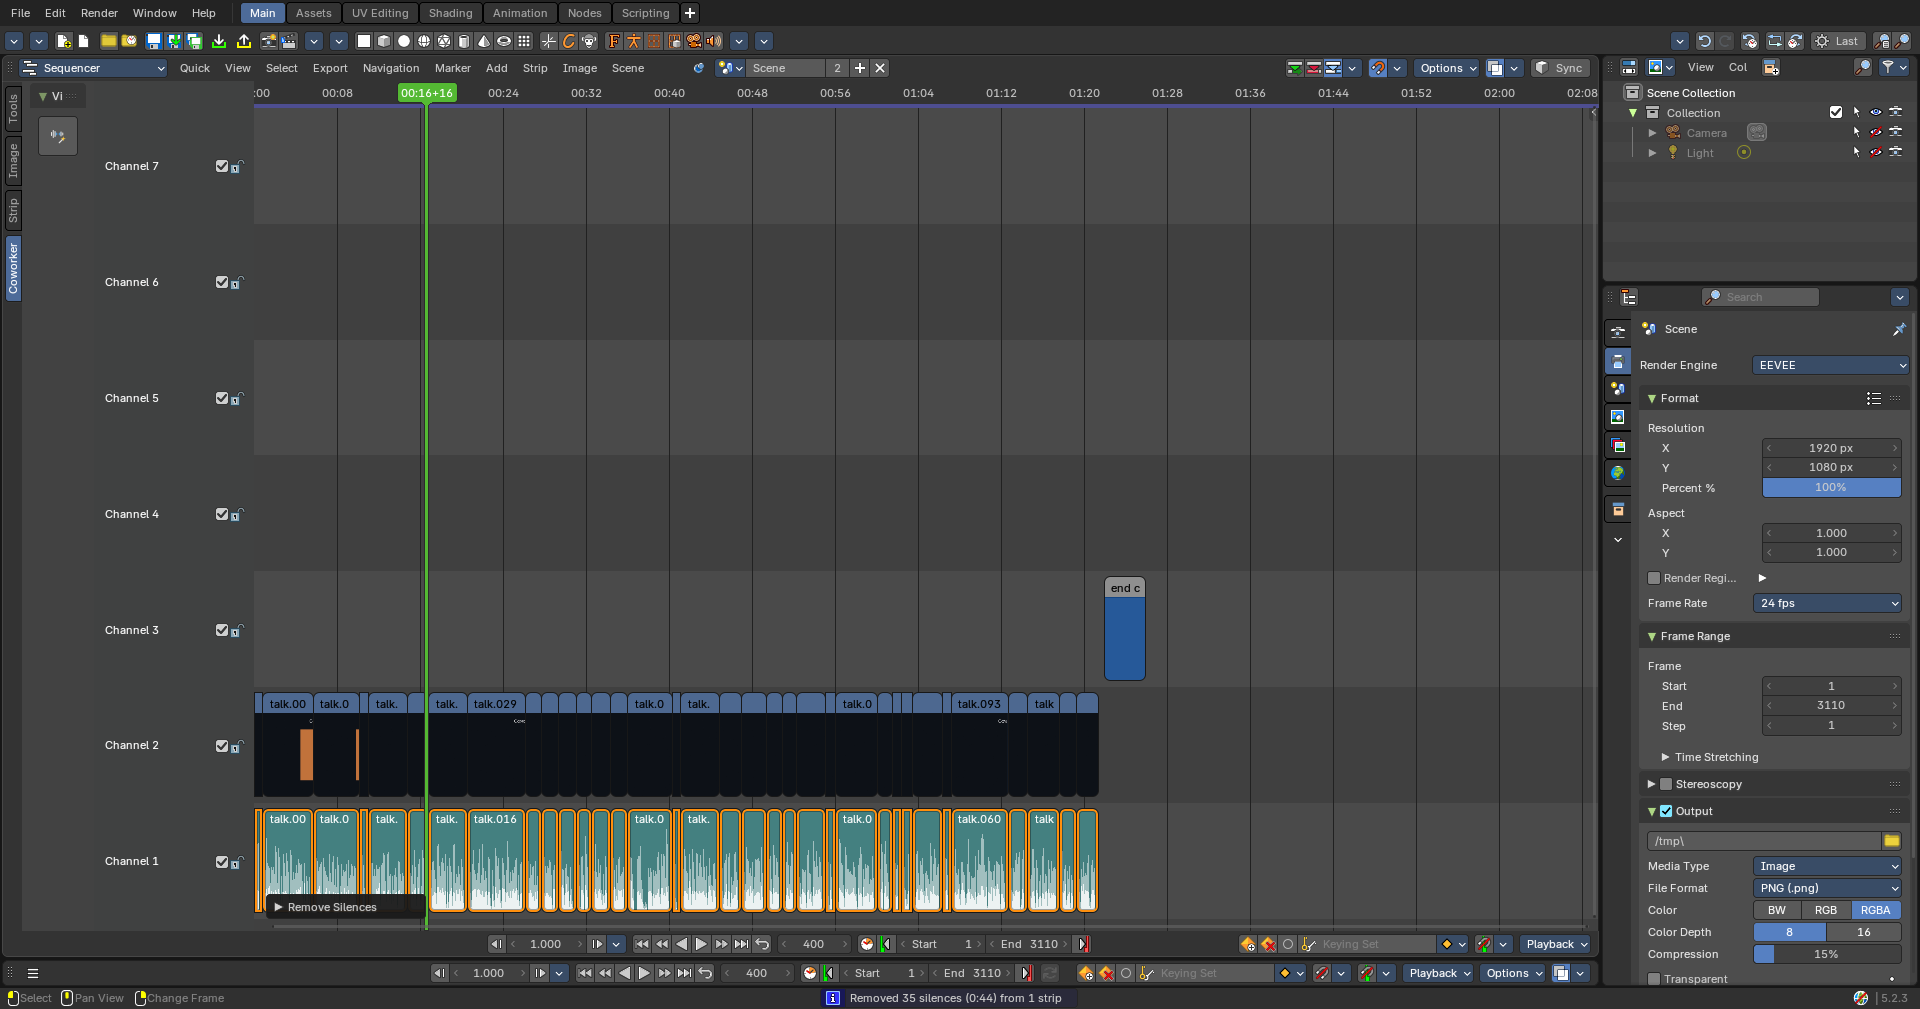 File Edit Render Window Help Main Assets UV Editing Shading Animation Nodes Scripting
Last
Sequencer Quick View Select Export Navigation Marker Add Strip Image Scene Scene 2 Options Sync View Col
:00 00:08 00:16+16 00:24 00:32 00:40 00:48 00:56 01:04 01:12 01:20 01:28 01:36 01:44 01:52 02:00 02:08
Vi
Tools
Image
Strip
Coworker
Channel 7
Channel 6
Channel 5
Channel 4
Channel 3
end c
Channel 2
talk.00 talk.0 talk. talk. talk.029 talk.0 talk. talk.0 talk.093 talk
Channel 1
talk.00 talk.0 talk. talk. talk.016 talk.0 talk. talk.0 talk.060 talk
Remove Silences
1.000 400 Start 1 End 3110 Keying Set Playback
1.000 400 Start 1 End 3110 Keying Set Playback Options
Select Pan View Change Frame
Removed 35 silences (0:44) from 1 strip
5.2.3
Scene Collection
Collection
Camera
Light
Search
Scene
Render Engine EEVEE
Format
Resolution
X 1920 px
Y 1080 px
Percent % 100%
Aspect
X 1.000
Y 1.000
Render Regi...
Frame Rate 24 fps
Frame Range
Frame
Start 1
End 3110
Step 1
Time Stretching
Stereoscopy
Output
/tmp\
Media Type Image
File Format PNG (.png)
Color BW RGB RGBA
Color Depth 8 16
Compression 15%
Transparent